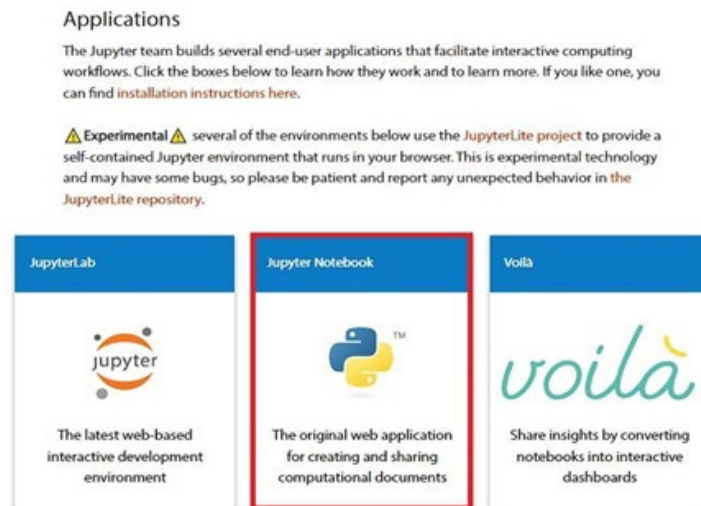 Applications
The Jupyter team builds several end-user applications that facilitate interactive computing
workflows. Click the boxes below to learn how they work and to learn more. If you like one, you
can find installation instructions here.
⚠Experimental⚠ several of the environments below use the JupyterLite project to provide a
self-contained Jupyter environment that runs in your browser. This is experimental technology
and may have some bugs, so please be patient and report any unexpected behavior in the
JupyterLite repository.
JupyterLab
jupyter
The latest web-based
interactive development
environment
Jupyter Notebook
TM
The original web application
for creating and sharing
computational documents
Voilà
voilà
Share insights by converting
notebooks into interactive
dashboards